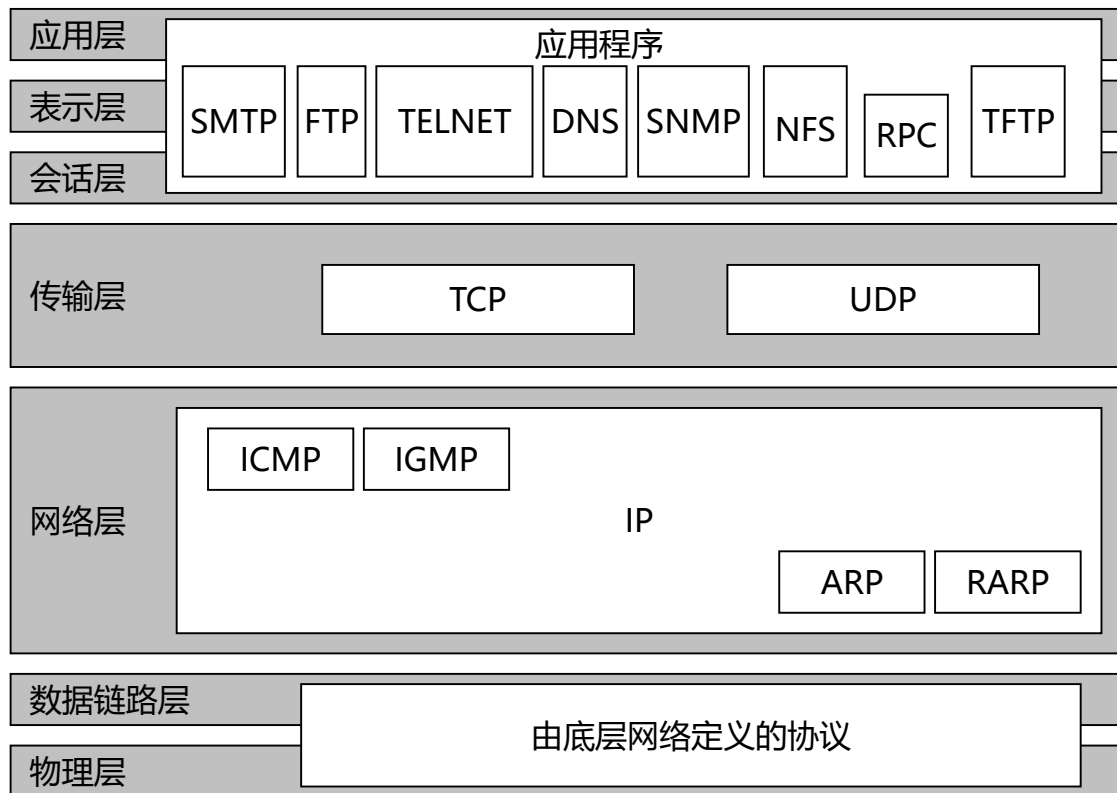 应用层
应用程序
表示层
SMTP FTP TELNET DNS SNMP NFS RPC TFTP
会话层
传输层
TCP UDP
ICMP IGMP
网络层
IP
ARP RARP
数据链路层
由底层网络定义的协议
物理层